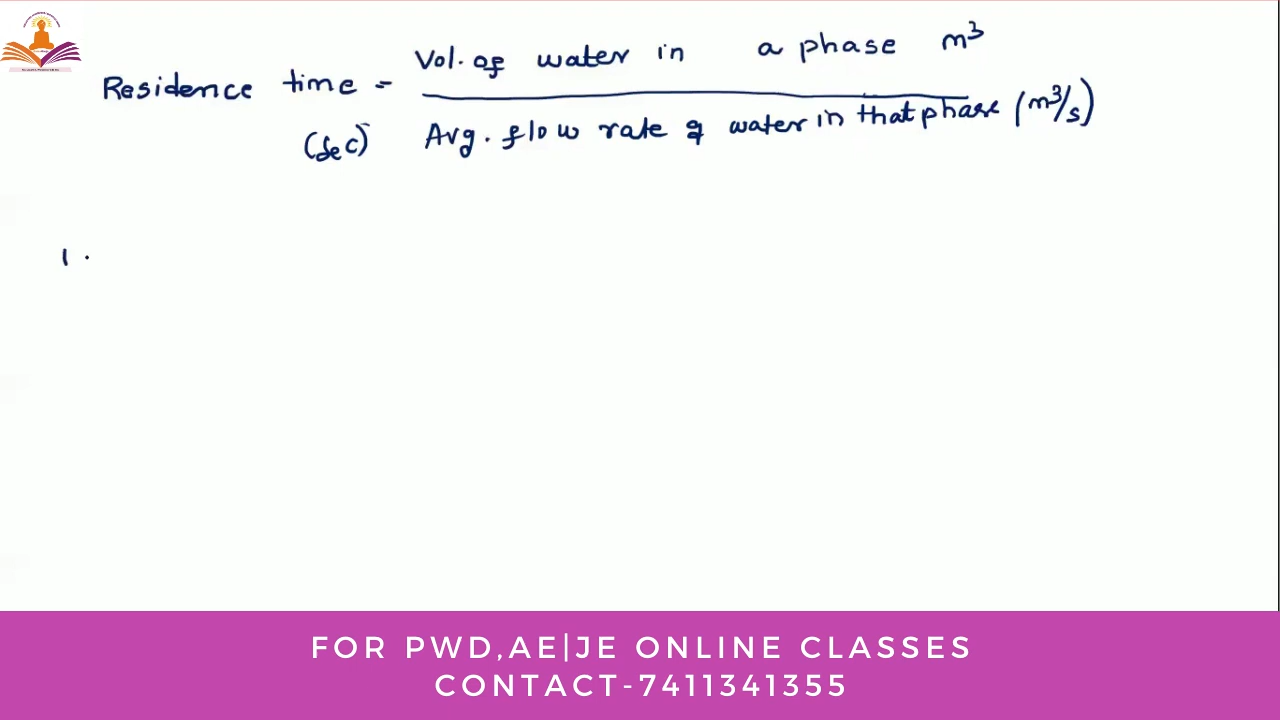 Vol. of water in a phase m³
Residence time =
Avg. flow rate of water in that phase (m³/s)
(sec)
1.
FOR PWD,AE|JE ONLINE CLASSES
CONTACT-7411341355